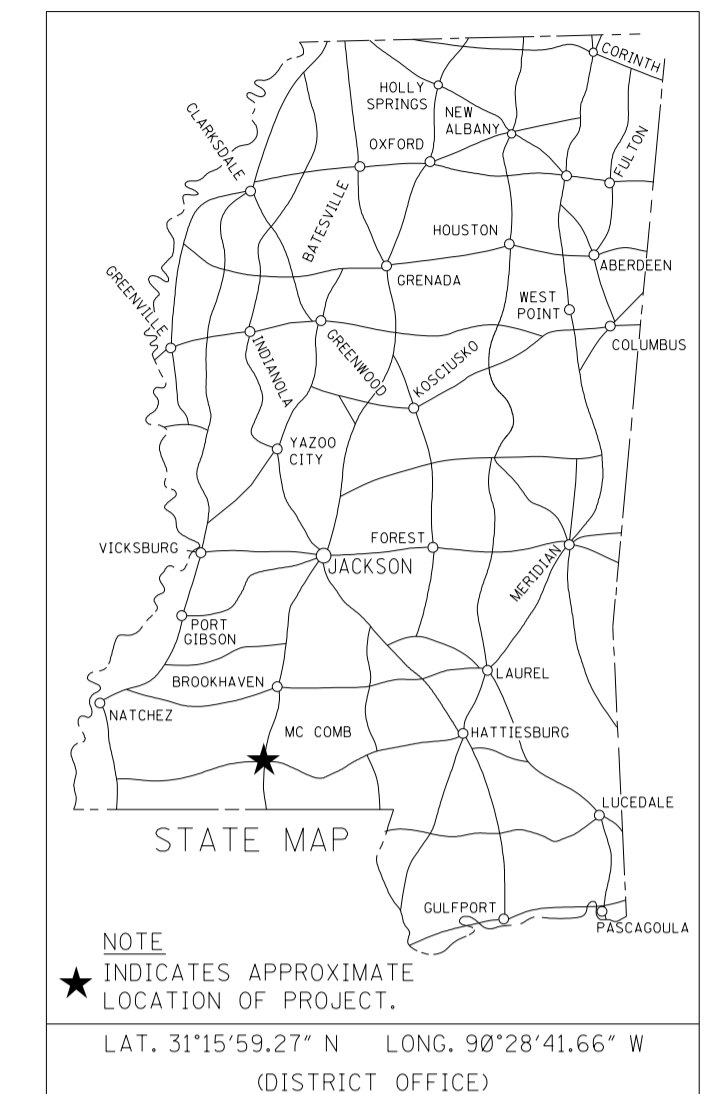 CORINTH
HOLLY
SPRINGS
NEW
ALBANY
CLARKSDALE
OXFORD
FULTON
BATESVILLE
HOUSTON
ABERDEEN
GRENADA
GREENVILLE
WEST
POINT
COLUMBUS
INDIANOLA
GREENWOOD
KOSCIUSKO
YAZOO
CITY
VICKSBURG
FOREST
JACKSON
MERIDIAN
PORT
GIBSON
LAUREL
BROOKHAVEN
NATCHEZ
MC COMB
HATTIESBURG
LUCEDALE
STATE MAP
GULFPORT
PASCAGOULA
NOTE
★ INDICATES APPROXIMATE
LOCATION OF PROJECT.
LAT. 31°15'59.27" N LONG. 90°28'41.66" W
(DISTRICT OFFICE)